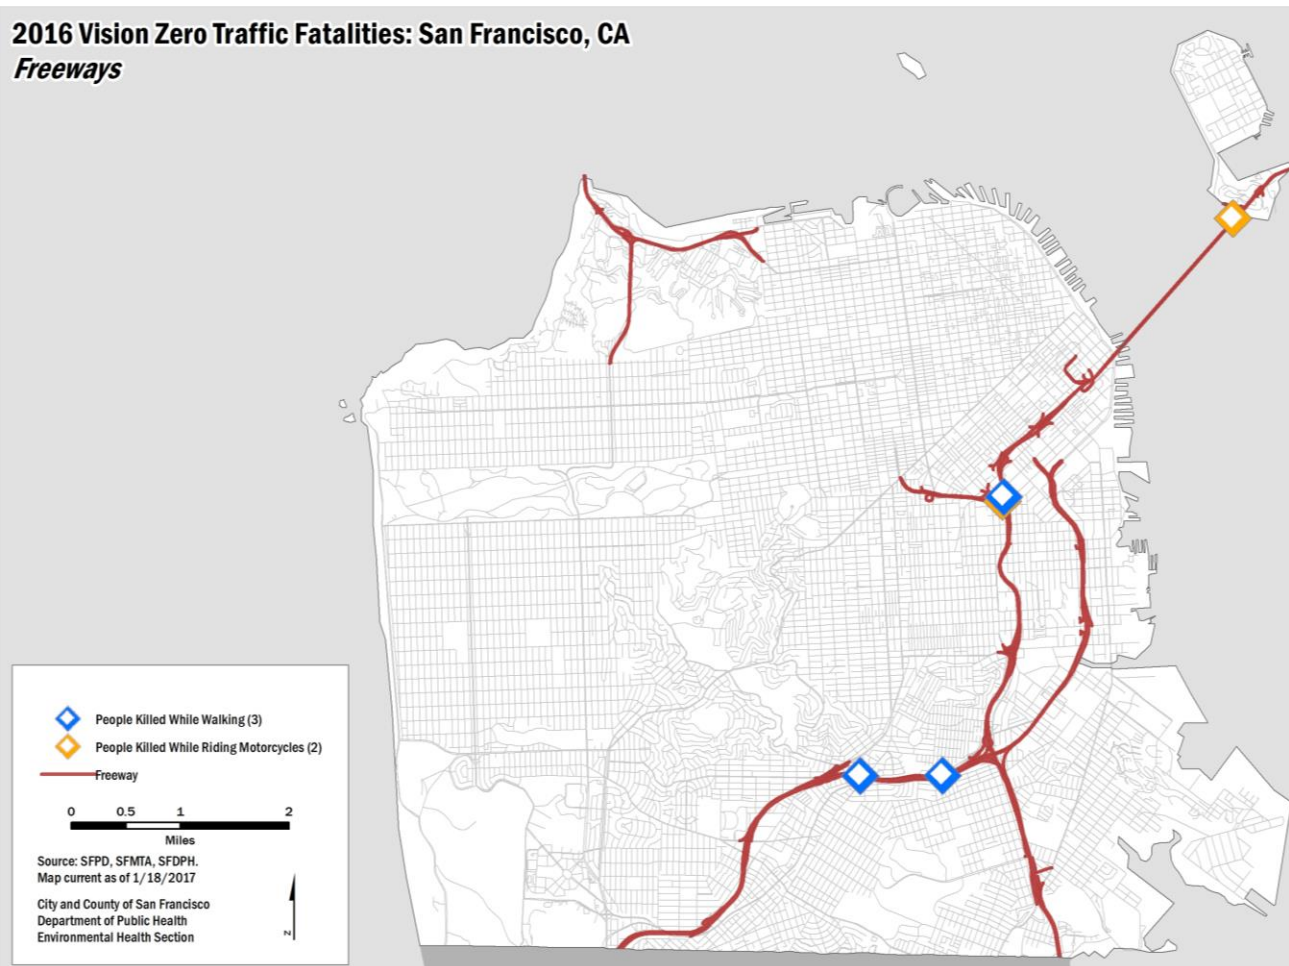 2016 Vision Zero Traffic Fatalities: San Francisco, CA
Freeways
People Killed While Walking (3)
People Killed While Riding Motorcycles (2)
Freeway
0 0.5 1 2
Miles
Source: SFPD, SFMTA, SFDPH.
Map current as of 1/18/2017
City and County of San Francisco
Department of Public Health
Environmental Health Section
N